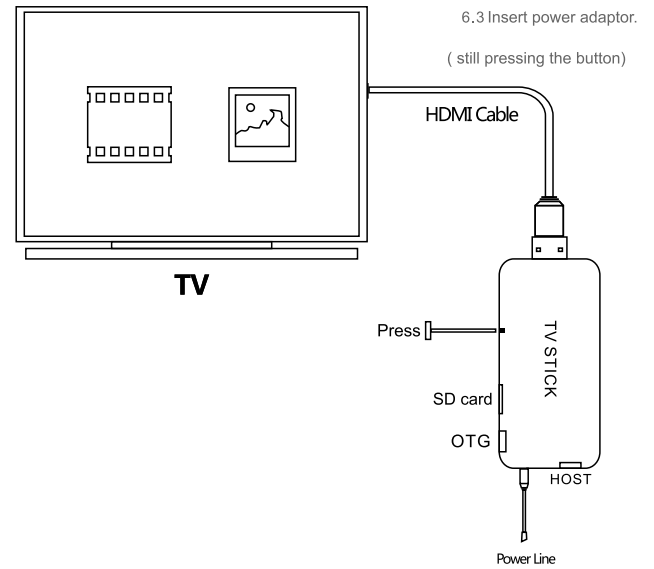 6.3 Insert power adaptor.
( still pressing the button)
HDMI Cable
TV
Press
TV STICK
SD card
OTG
HOST
Power Line